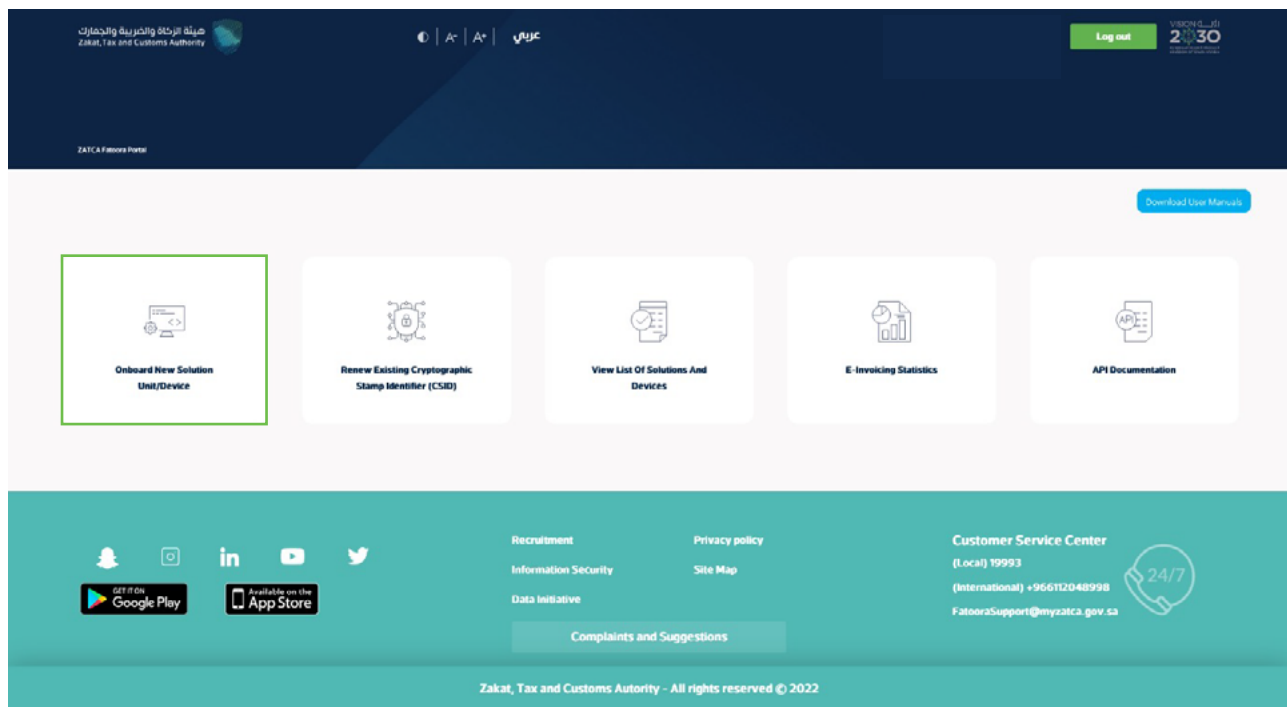 هيئة الزكاة والضريبة والجمارك
Zakat, Tax and Customs Authority
A-
A+
عربي
Log out
VISION رؤيــــة
2030
ZATCA Fatoora Portal
Download User Manuals
Onboard New Solution
Unit/Device
Renew Existing Cryptographic
Stamp Identifier (CSID)
View List Of Solutions And
Devices
E-Invoicing Statistics
API
API Documentation
Recruitment
Privacy policy
Information Security
Site Map
Data Initiative
Complaints and Suggestions
GET IT ON
Google Play
Available on the
App Store
Customer Service Center
(Local) 19993
(International) +966112048998
FatooraSupport@myzatca.gov.sa
24/7
Zakat, Tax and Customs Autority - All rights reserved © 2022